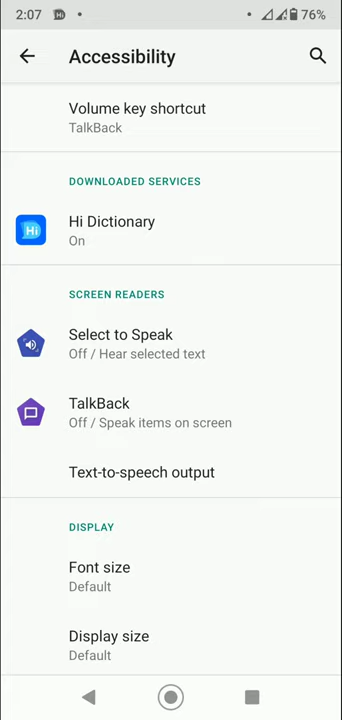 2:07
Hi
76%
Accessibility
Volume key shortcut
TalkBack
DOWNLOADED SERVICES
Hi
Hi Dictionary
On
SCREEN READERS
Select to Speak
Off / Hear selected text
TalkBack
Off / Speak items on screen
Text-to-speech output
DISPLAY
Font size
Default
Display size
Default